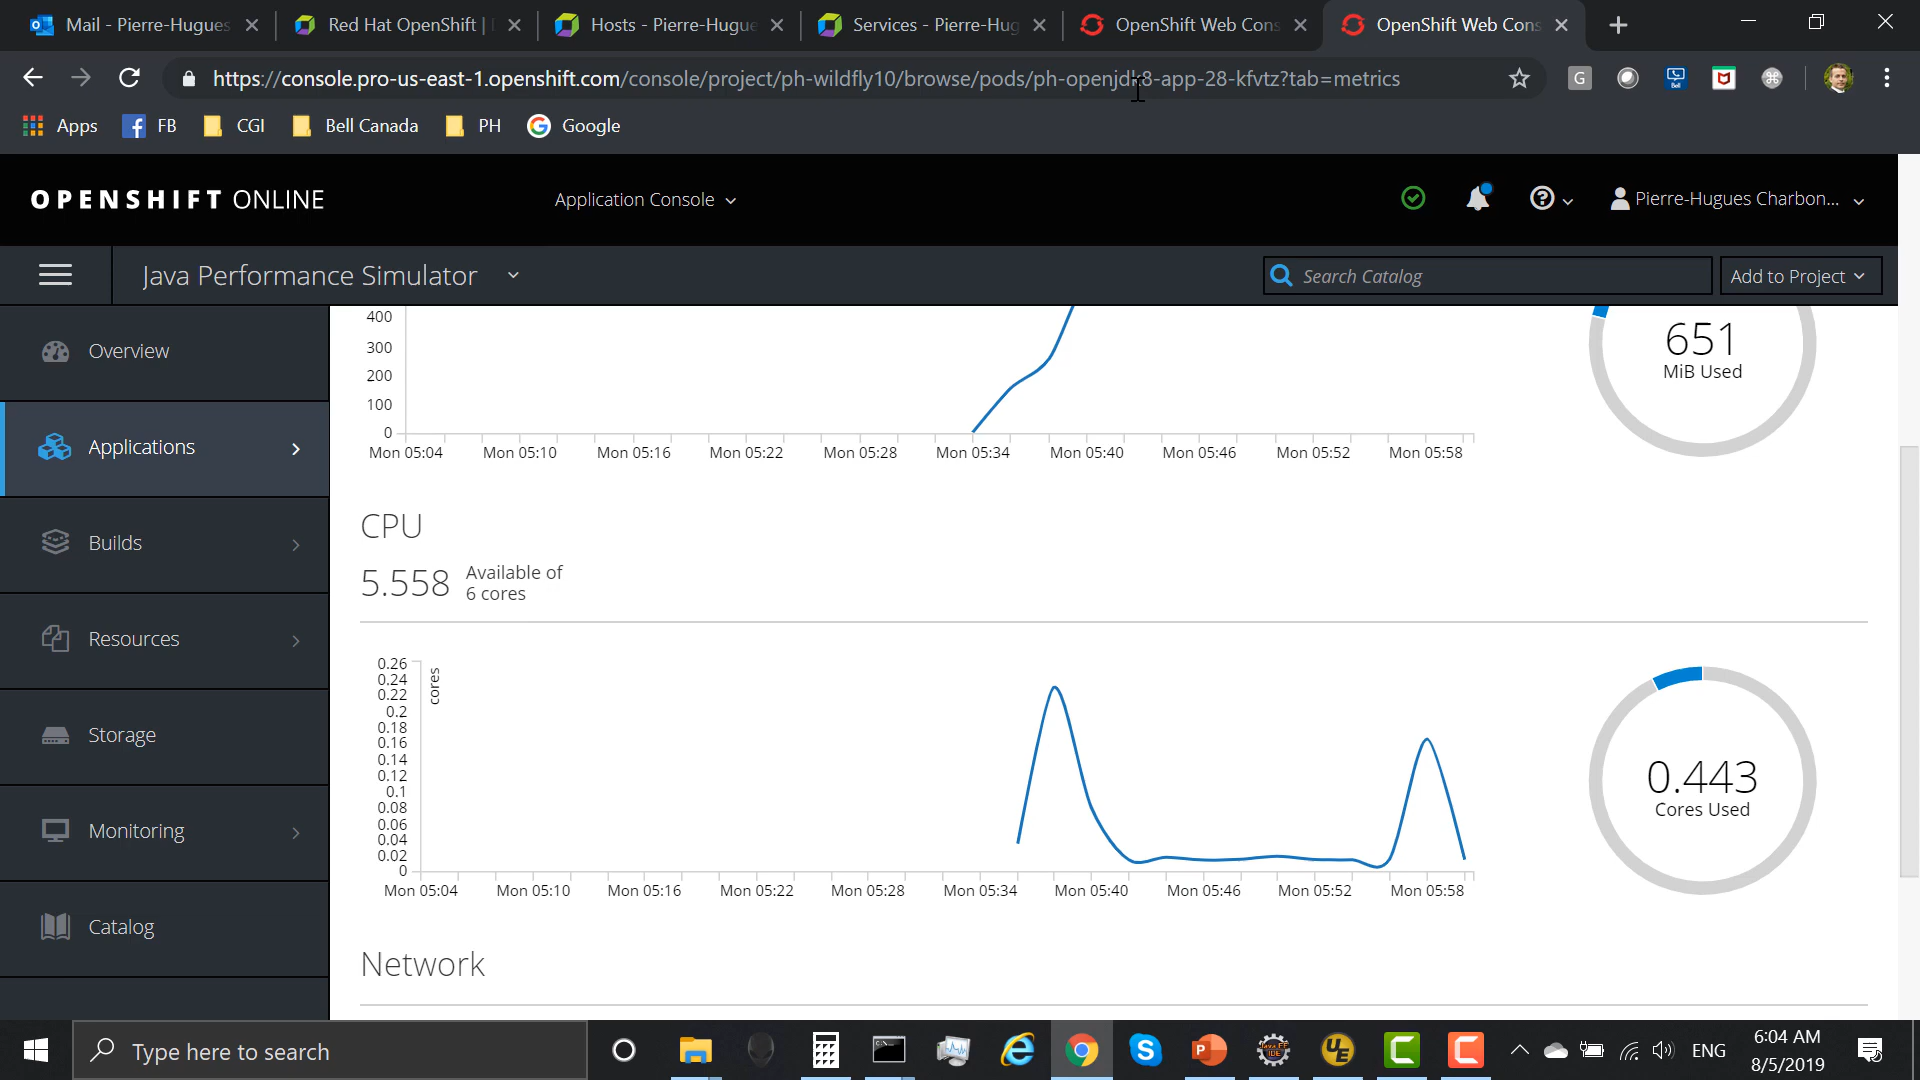 Mail - Pierre-Hugues
Red Hat OpenShift |
Hosts - Pierre-Hugue
Services - Pierre-Hug
OpenShift Web Cons
OpenShift Web Cons
https://console.pro-us-east-1.openshift.com/console/project/ph-wildfly10/browse/pods/ph-openjdk8-app-28-kfvtz?tab=metrics
G
Bell
Apps
FB
CGI
Bell Canada
PH
Google
OPENSHIFT ONLINE
Application Console
Pierre-Hugues Charbon...
Java Performance Simulator
Search Catalog
Add to Project
Overview
Applications
Builds
Resources
Storage
Monitoring
Catalog
400
300
200
100
0
Mon 05:04 Mon 05:10 Mon 05:16 Mon 05:22 Mon 05:28 Mon 05:34 Mon 05:40 Mon 05:46 Mon 05:52 Mon 05:58
651
MiB Used
CPU
5.558 Available of
6 cores
0.26
0.24
0.22
0.2
0.18
0.16
0.14
0.12
0.1
0.08
0.06
0.04
0.02
0
cores
Mon 05:04 Mon 05:10 Mon 05:16 Mon 05:22 Mon 05:28 Mon 05:34 Mon 05:40 Mon 05:46 Mon 05:52 Mon 05:58
0.443
Cores Used
Network
Type here to search
ENG
6:04 AM
8/5/2019